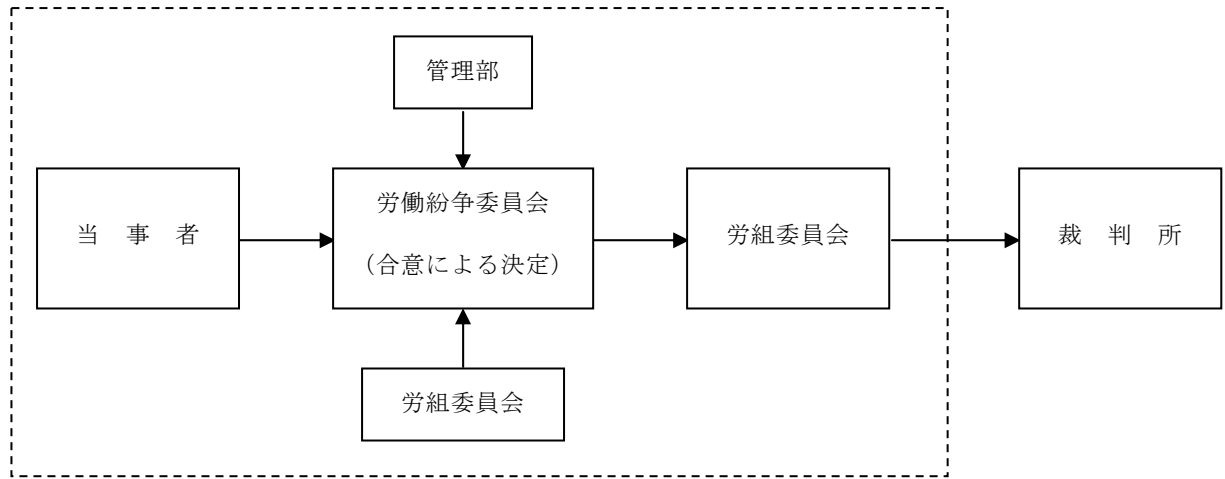 管理部
当　事　者
労働紛争委員会
（合意による決定）
労組委員会
裁　判　所
労組委員会